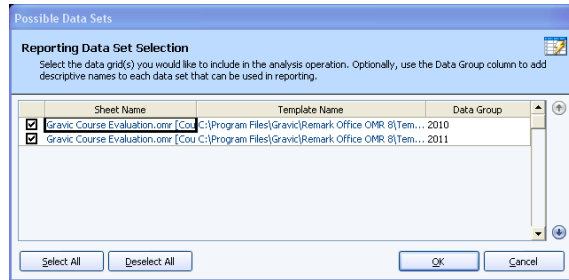 Possible Data Sets
Reporting Data Set Selection
Select the data grid(s) you would like to include in the analysis operation. Optionally, use the Data Group column to add
descriptive names to each data set that can be used in reporting.
Sheet Name Template Name Data Group
Gravic Course Evaluation.omr [Cou C:\Program Files\Gravic\Remark Office OMR 8\Tem... 2010
Gravic Course Evaluation.omr [Cou C:\Program Files\Gravic\Remark Office OMR 8\Tem... 2011
Select All Deselect All OK Cancel